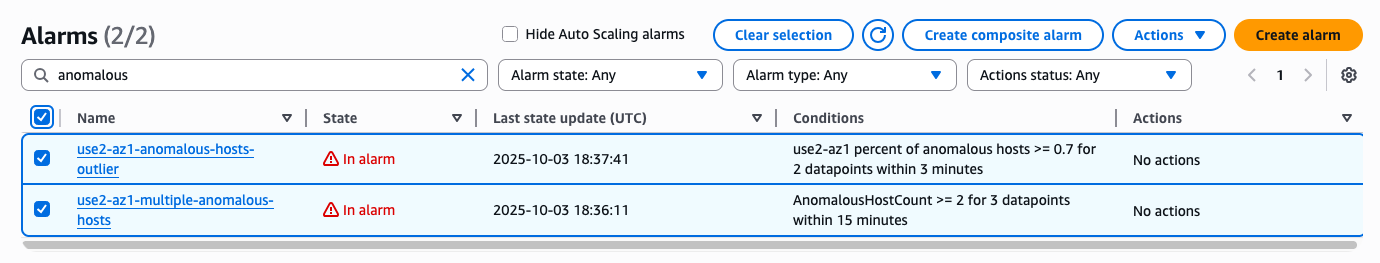 Alarms (2/2)
Hide Auto Scaling alarms
Clear selection
Create composite alarm
Actions
Create alarm
anomalous
Alarm state: Any
Alarm type: Any
Actions status: Any
1
Name
State
Last state update (UTC)
Conditions
Actions
use2-az1-anomalous-hosts-
outlier
In alarm
2025-10-03 18:37:41
use2-az1 percent of anomalous hosts >= 0.7 for
2 datapoints within 3 minutes
No actions
use2-az1-multiple-anomalous-
hosts
In alarm
2025-10-03 18:36:11
AnomalousHostCount >= 2 for 3 datapoints
within 15 minutes
No actions